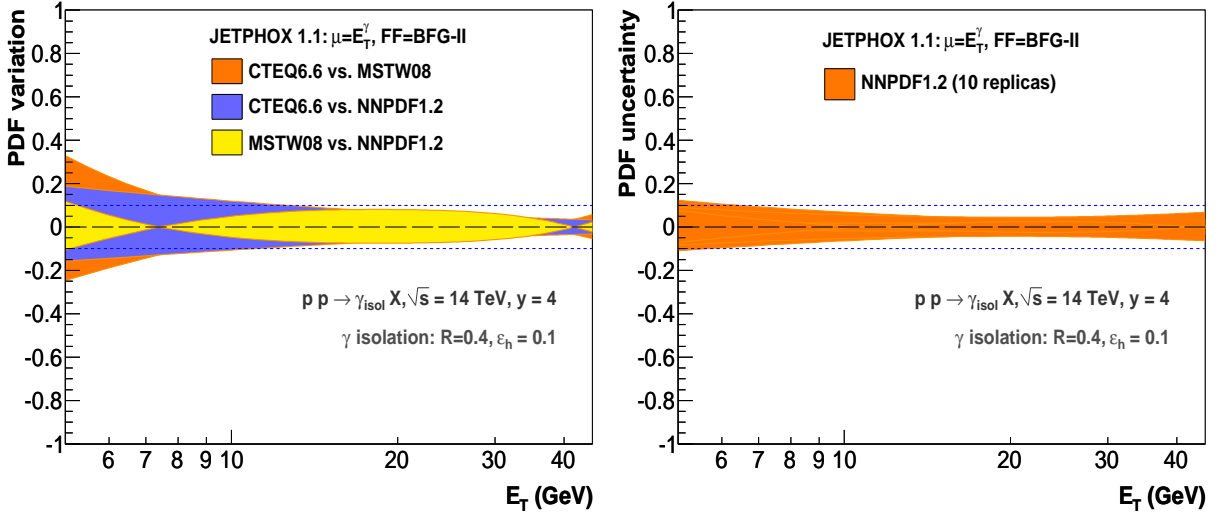 PDF variation
1
0.8
0.6
0.4
0.2
0
-0.2
-0.4
-0.6
-0.8
-1
JETPHOX 1.1: μ=E_T^γ, FF=BFG-II
CTEQ6.6 vs. MSTW08
CTEQ6.6 vs. NNPDF1.2
MSTW08 vs. NNPDF1.2
p p → γ_isol X, √s = 14 TeV, y = 4
γ isolation: R=0.4, ε_h = 0.1
6 7 8 9 10 20 30 40
E_T (GeV)
PDF uncertainty
1
0.8
0.6
0.4
0.2
0
-0.2
-0.4
-0.6
-0.8
-1
JETPHOX 1.1: μ=E_T^γ, FF=BFG-II
NNPDF1.2 (10 replicas)
p p → γ_isol X, √s = 14 TeV, y = 4
γ isolation: R=0.4, ε_h = 0.1
6 7 8 9 10 20 30 40
E_T (GeV)